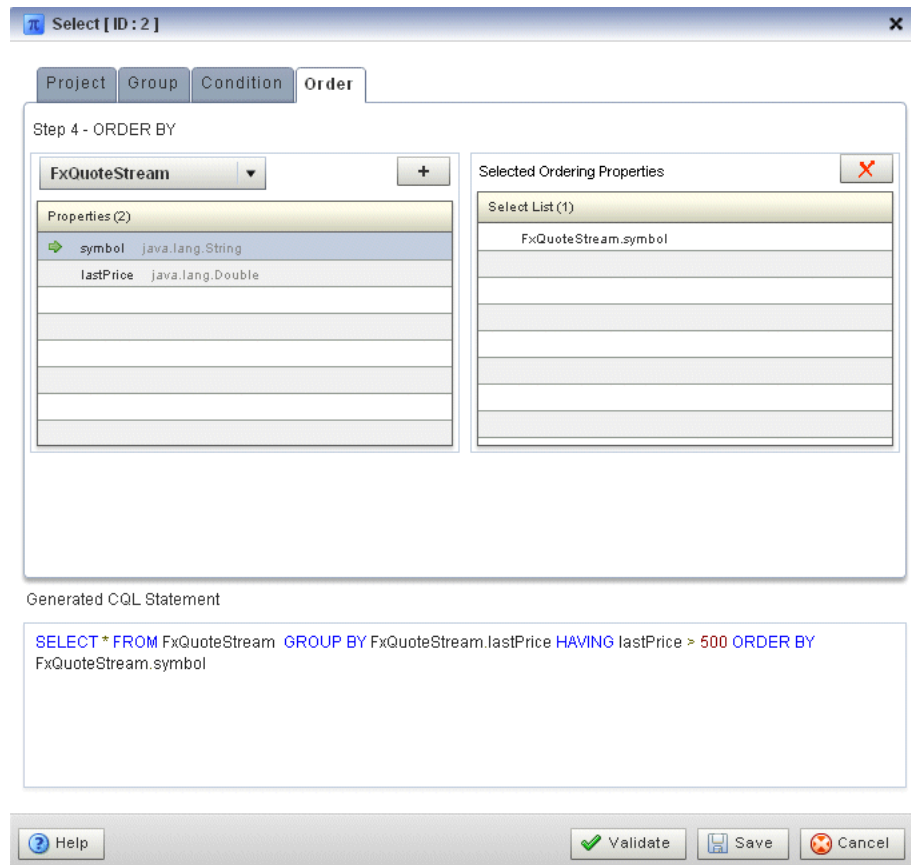 π Select [ ID : 2 ]
Project Group Condition Order
Step 4 - ORDER BY
FxQuoteStream +
Properties (2)
symbol java.lang.String
lastPrice java.lang.Double
Selected Ordering Properties
Select List (1)
FxQuoteStream.symbol
Generated CQL Statement
SELECT * FROM FxQuoteStream GROUP BY FxQuoteStream.lastPrice HAVING lastPrice > 500 ORDER BY
FxQuoteStream.symbol
? Help Validate Save Cancel